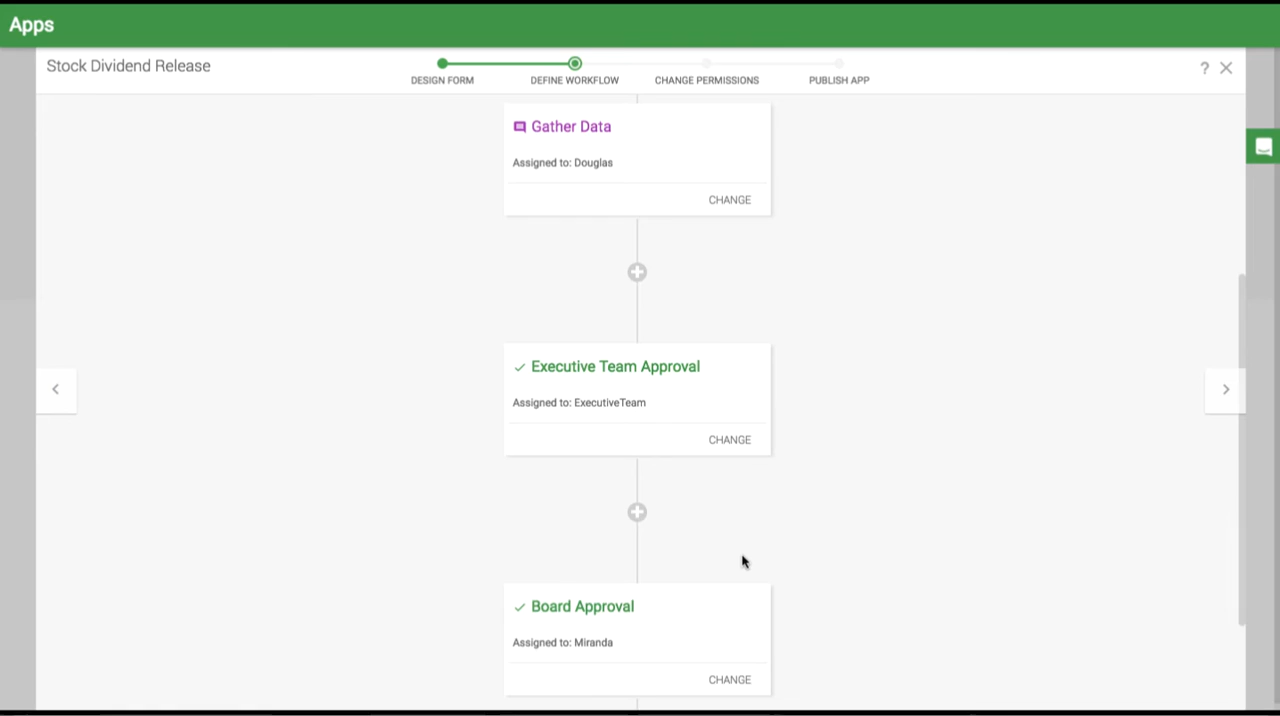 Apps
Stock Dividend Release
DESIGN FORM
DEFINE WORKFLOW
CHANGE PERMISSIONS
PUBLISH APP
?
Gather Data
Assigned to: Douglas
CHANGE
Executive Team Approval
Assigned to: ExecutiveTeam
CHANGE
Board Approval
Assigned to: Miranda
CHANGE